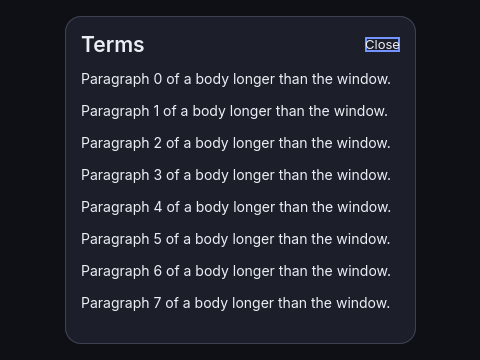 Terms
Close
Paragraph 0 of a body longer than the window.
Paragraph 1 of a body longer than the window.
Paragraph 2 of a body longer than the window.
Paragraph 3 of a body longer than the window.
Paragraph 4 of a body longer than the window.
Paragraph 5 of a body longer than the window.
Paragraph 6 of a body longer than the window.
Paragraph 7 of a body longer than the window.